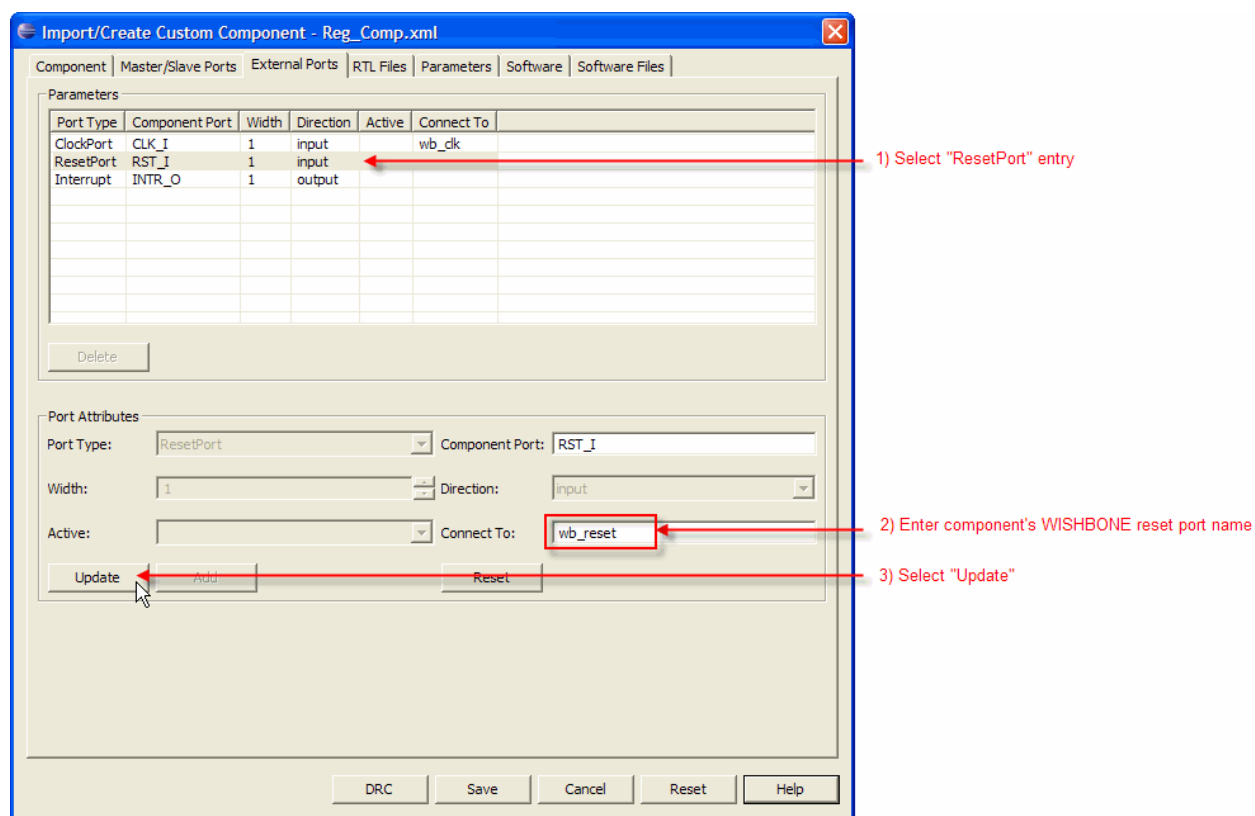 Import/Create Custom Component - Reg_Comp.xml
Component Master/Slave Ports External Ports RTL Files Parameters Software Software Files
Parameters
Port Type Component Port Width Direction Active Connect To
ClockPort CLK_I 1 input wb_clk
ResetPort RST_I 1 input
1) Select "ResetPort" entry
Interrupt INTR_O 1 output
Delete
Port Attributes
Port Type: ResetPort Component Port: RST_I
Width: 1 Direction: input
Active: Connect To: wb_reset
2) Enter component's WISHBONE reset port name
Update Add Reset
3) Select "Update"
DRC Save Cancel Reset Help